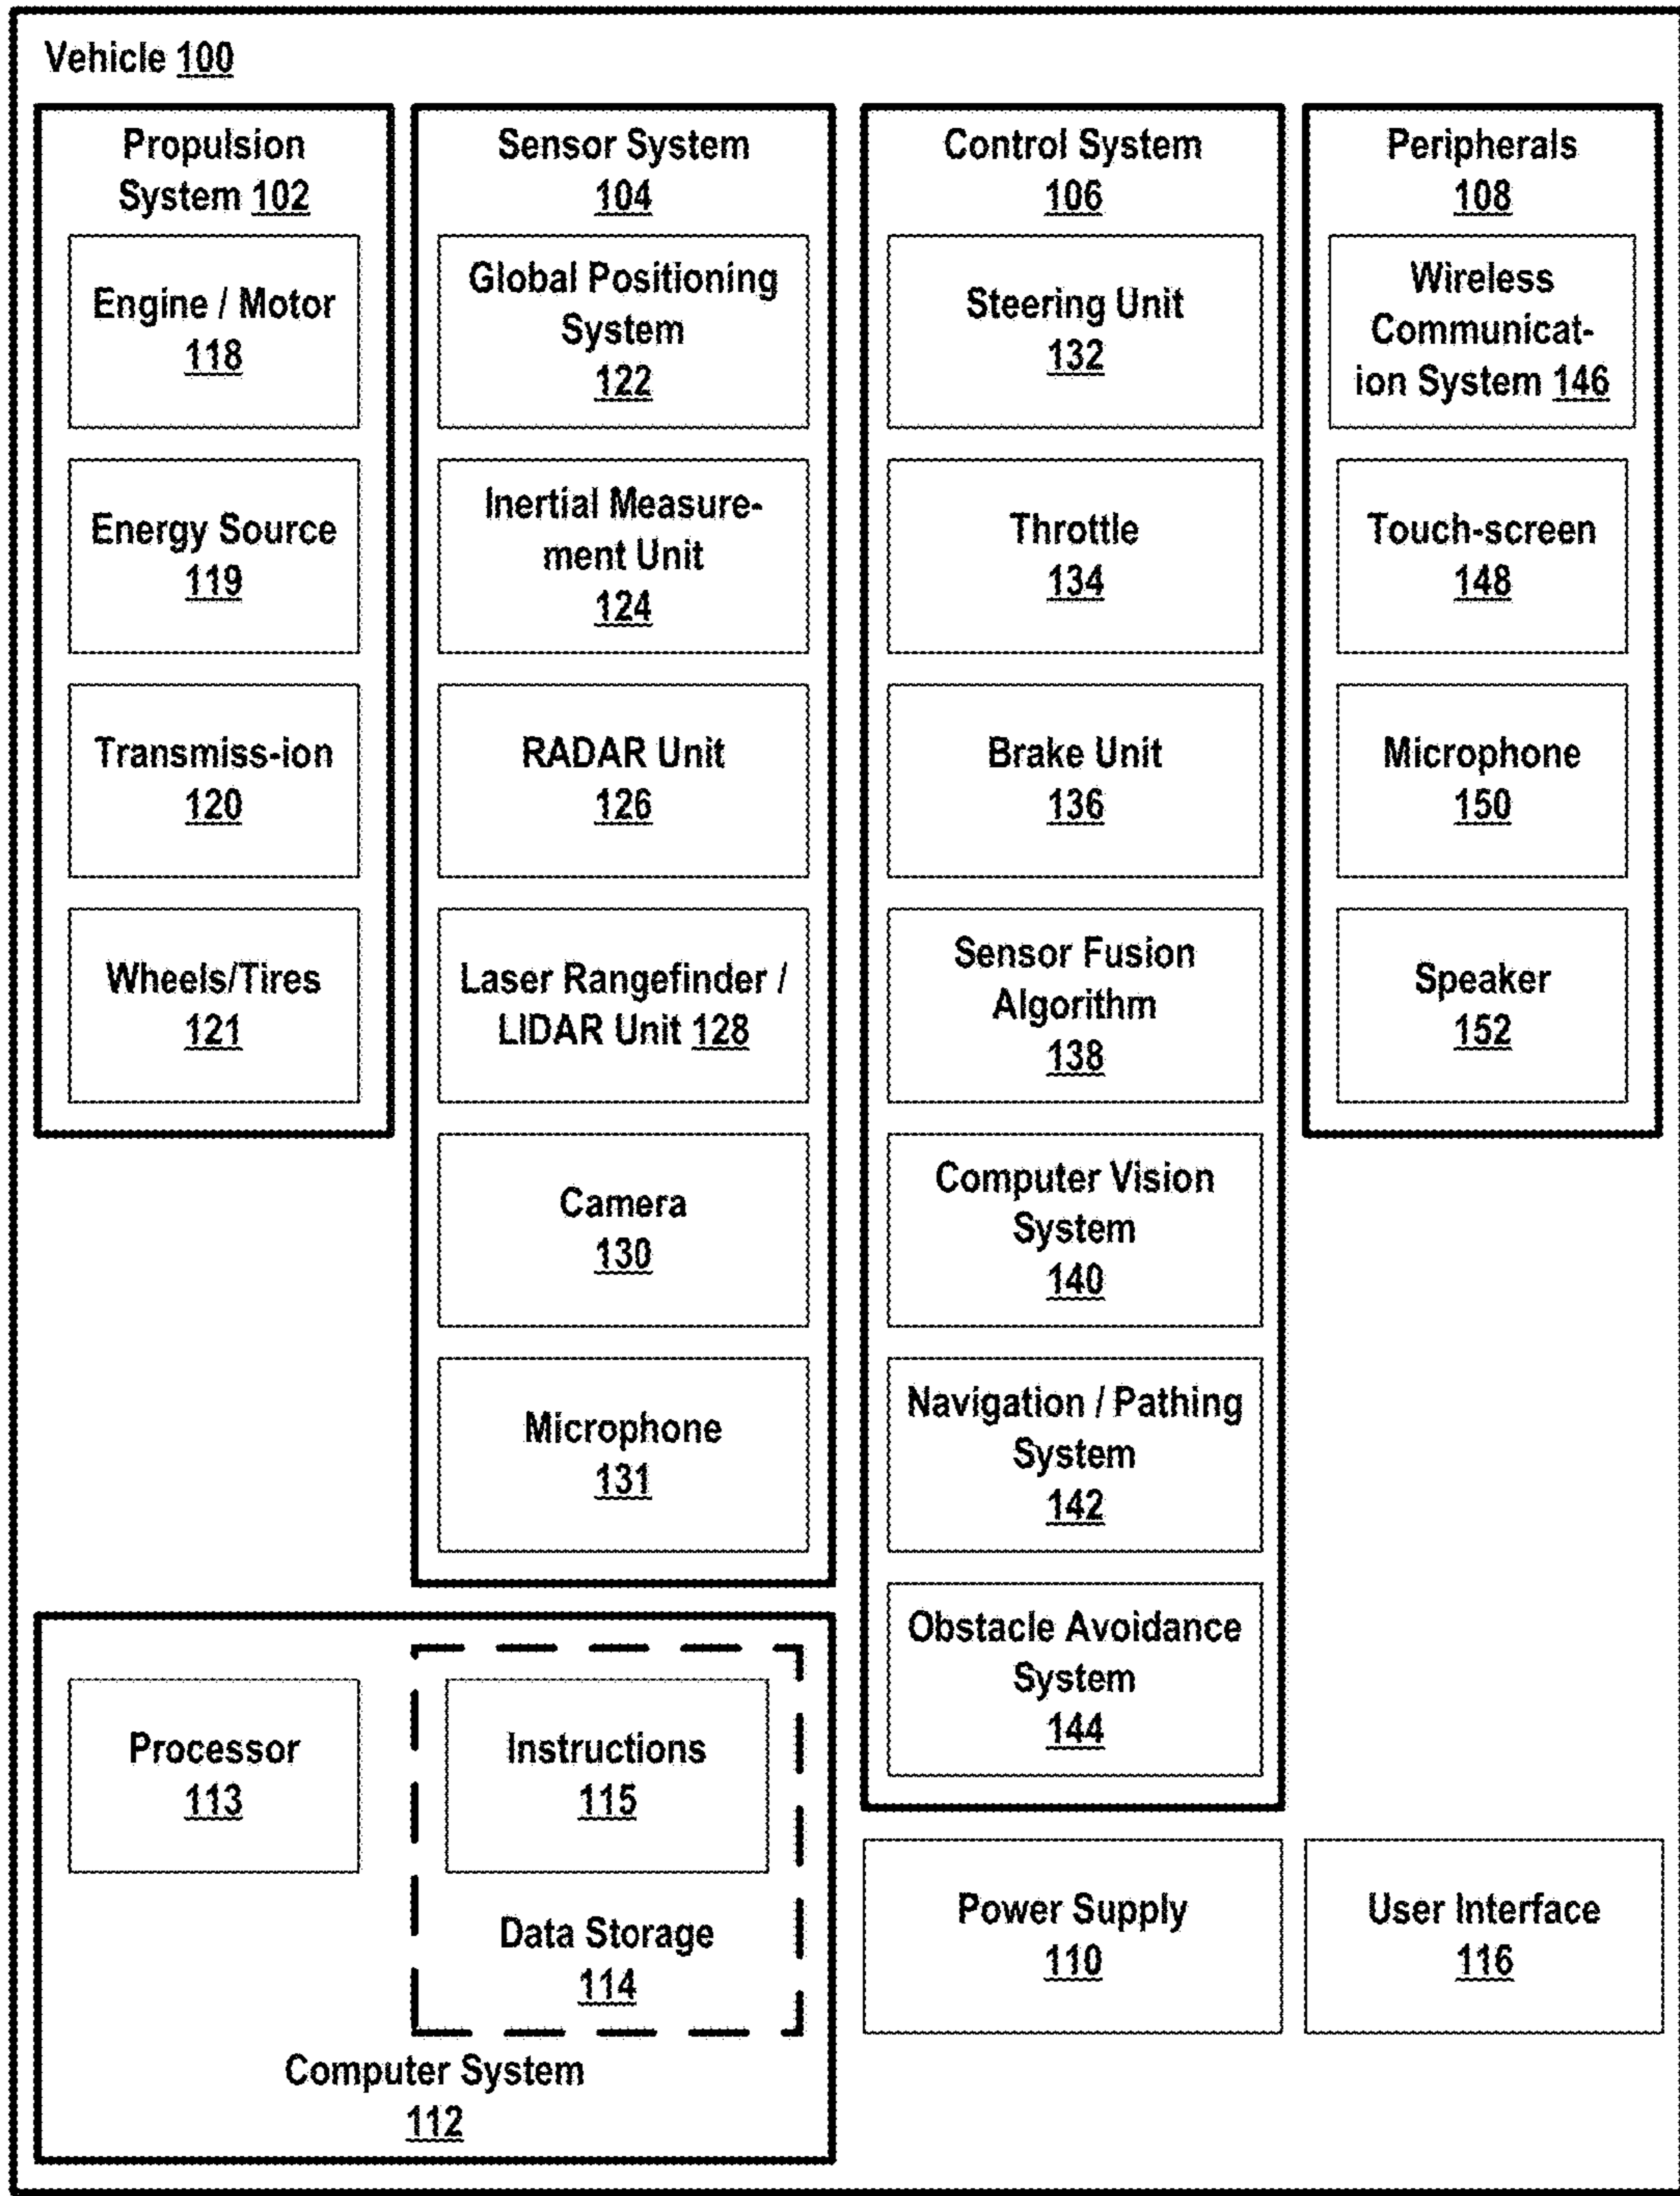 Vehicle 100
Propulsion
System 102
Engine / Motor
118
Energy Source
119
Transmiss-ion
120
Wheels/Tires
121
Sensor System
104
Global Positioning
System
122
Inertial Measure-
ment Unit
124
RADAR Unit
126
Laser Rangefinder /
LIDAR Unit 128
Camera
130
Microphone
131
Control System
106
Steering Unit
132
Throttle
134
Brake Unit
136
Sensor Fusion
Algorithm
138
Computer Vision
System
140
Navigation / Pathing
System
142
Obstacle Avoidance
System
144
Peripherals
108
Wireless
Communicat-
ion System 146
Touch-screen
148
Microphone
150
Speaker
152
Processor
113
Instructions
115
Data Storage
114
Computer System
112
Power Supply
110
User Interface
116